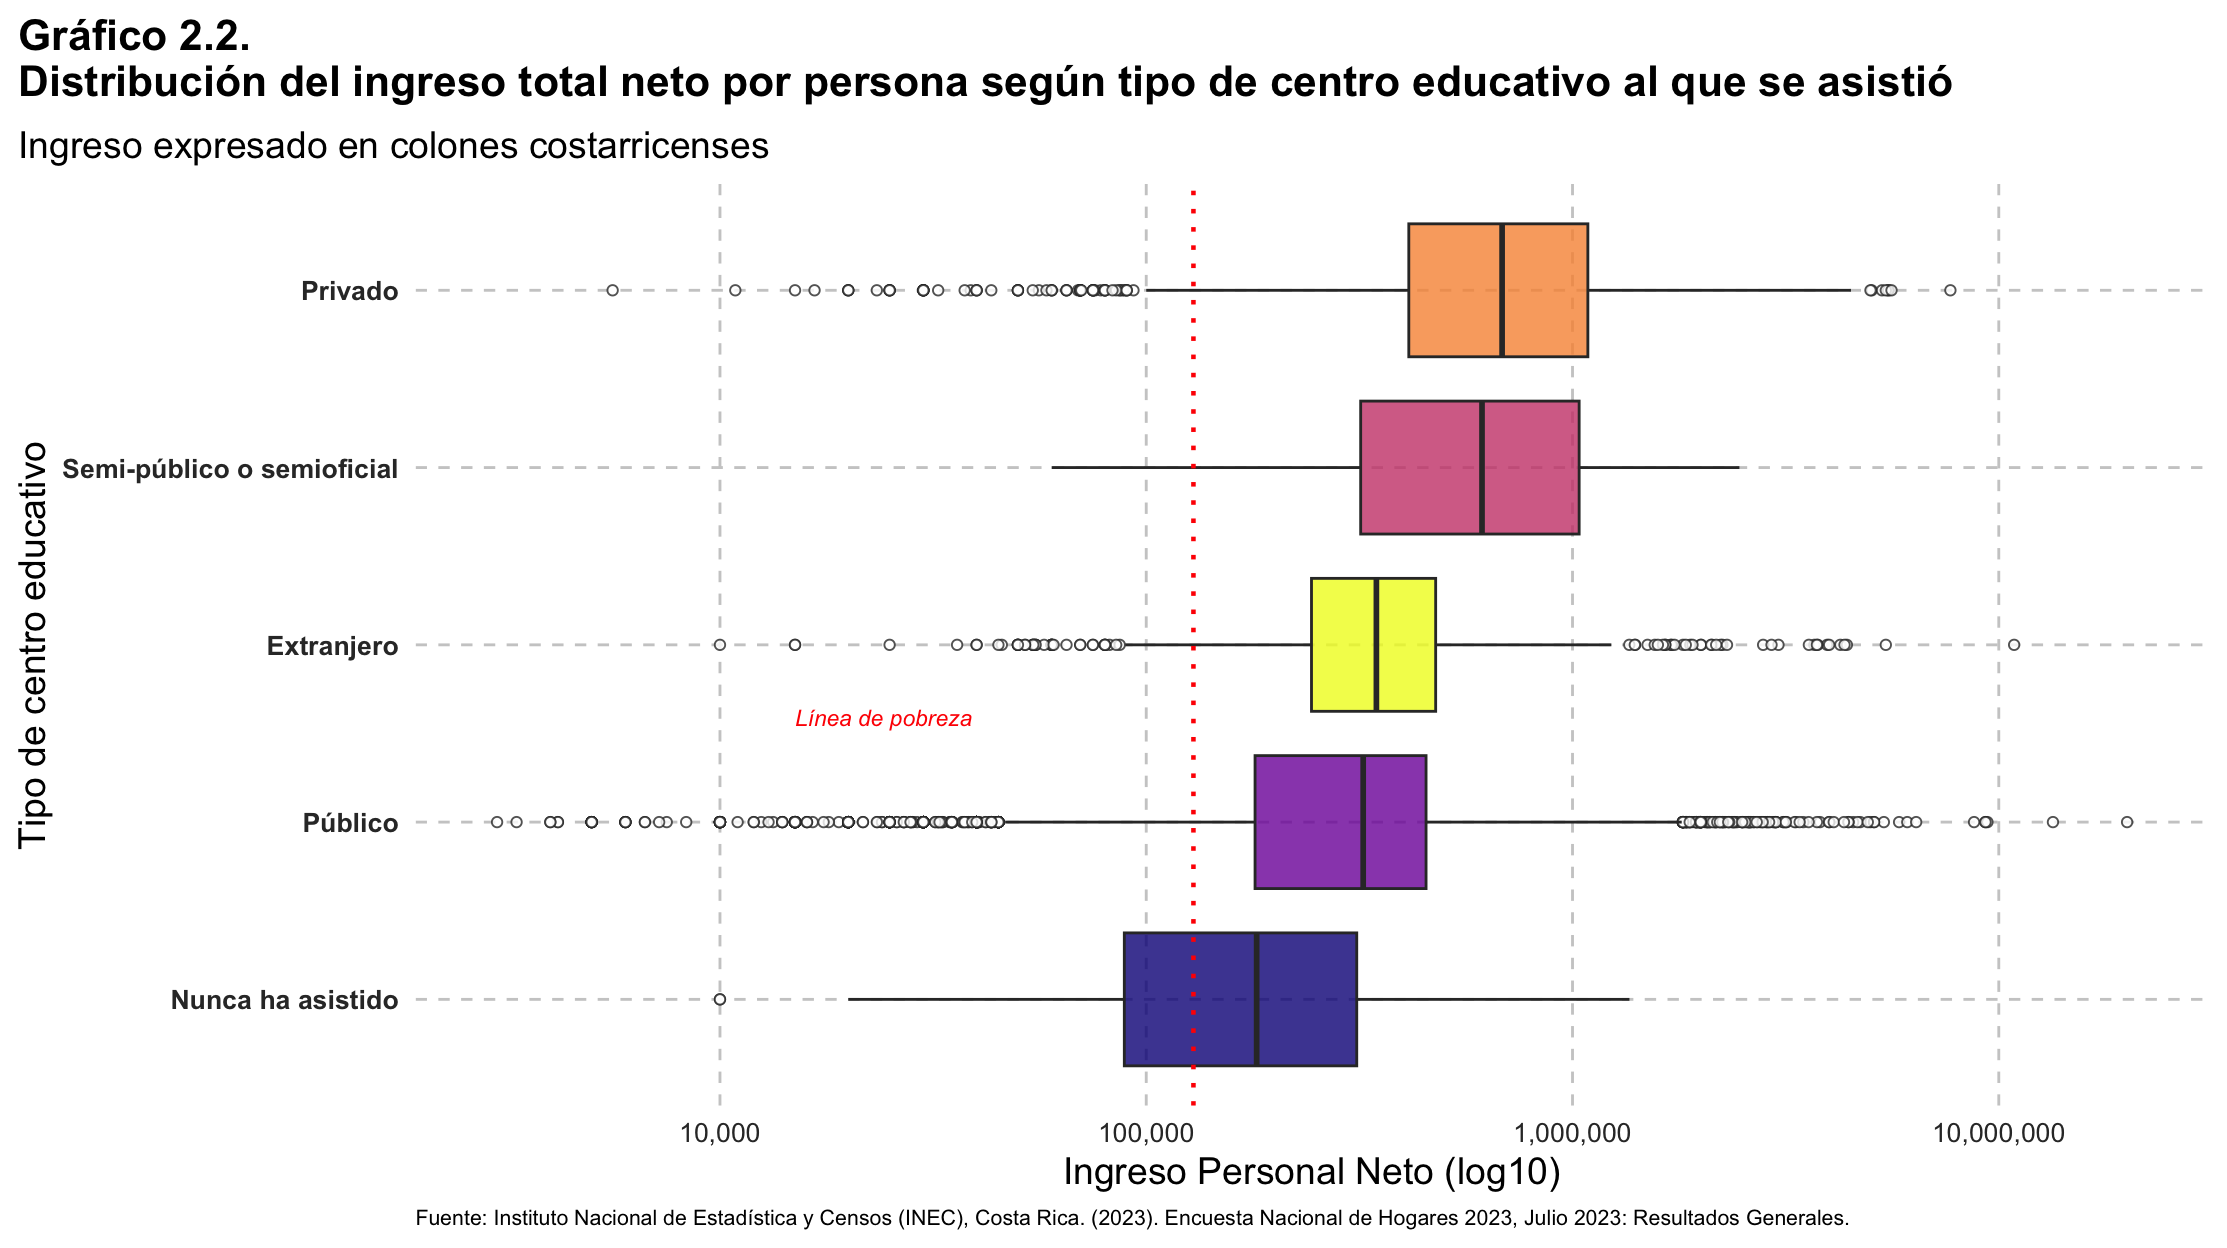 Gráfico 2.2.
Distribución del ingreso total neto por persona según tipo de centro educativo al que se asistió
Ingreso expresado en colones costarricenses
Tipo de centro educativo
Privado
Semi-público o semioficial
Extranjero
Línea de pobreza
Público
Nunca ha asistido
10,000
100,000
1,000,000
10,000,000
Ingreso Personal Neto (log10)
Fuente: Instituto Nacional de Estadística y Censos (INEC), Costa Rica. (2023). Encuesta Nacional de Hogares 2023, Julio 2023: Resultados Generales.